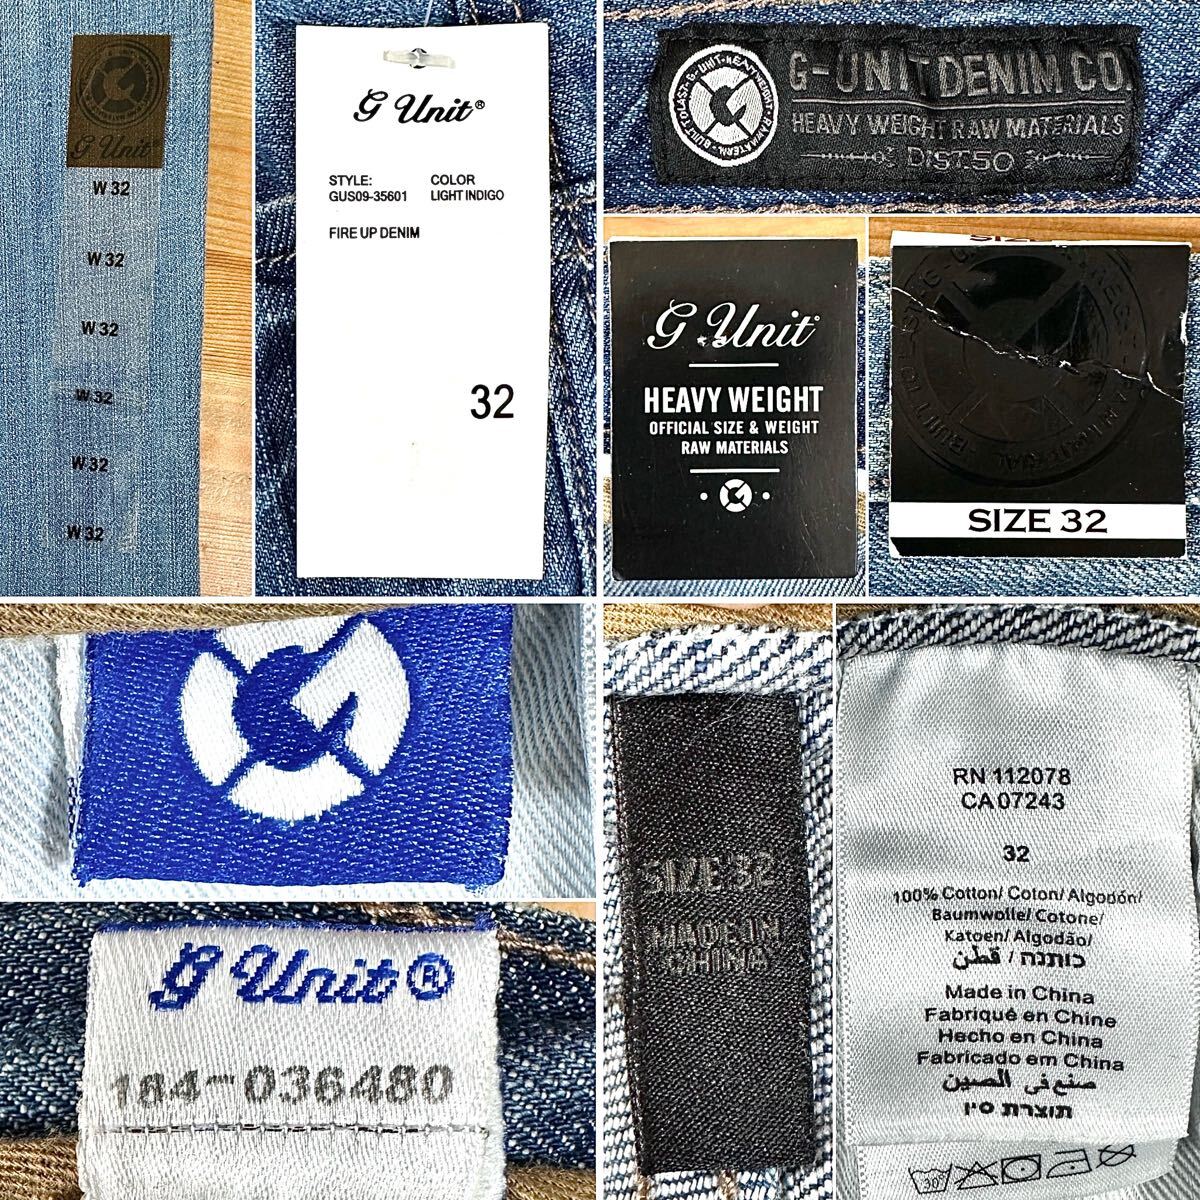 G Unit
W 32
W 32
W 32
W 32
W 32
W 32
G Unit®
STYLE: COLOR
GUS09-35601 LIGHT INDIGO
FIRE UP DENIM
32
G-UNIT DENIM CO.
HEAVY WEIGHT RAW MATERIALS
DIST.50
G Unit
HEAVY WEIGHT
OFFICIAL SIZE & WEIGHT
RAW MATERIALS
SIZE 32
G Unit®
184-036480
SIZE 32
MADE IN
CHINA
RN 112078
CA 07243
32
100% Cotton/ Coton/ Algodón/
Baumwolle/ Cotone/
Katoen/ Algodão/
כותנה / قطن
Made in China
Fabriqué en Chine
Hecho en China
Fabricado em China
صنع في الصين
תוצרת סין
30°